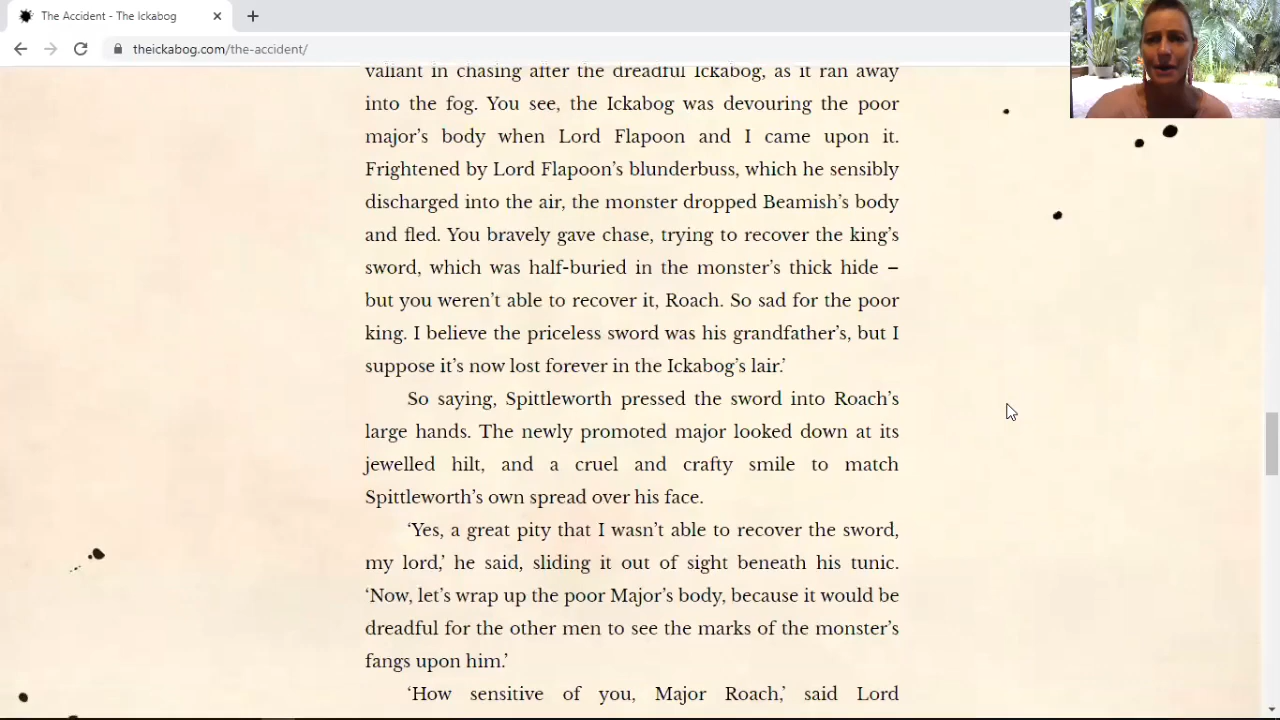 The Accident - The Ickabog
theickabog.com/the-accident/
valiant in chasing after the dreadful Ickabog, as it ran away
into the fog. You see, the Ickabog was devouring the poor
major’s body when Lord Flapoon and I came upon it.
Frightened by Lord Flapoon’s blunderbuss, which he sensibly
discharged into the air, the monster dropped Beamish’s body
and fled. You bravely gave chase, trying to recover the king’s
sword, which was half-buried in the monster’s thick hide –
but you weren’t able to recover it, Roach. So sad for the poor
king. I believe the priceless sword was his grandfather’s, but I
suppose it’s now lost forever in the Ickabog’s lair.’
So saying, Spittleworth pressed the sword into Roach’s
large hands. The newly promoted major looked down at its
jewelled hilt, and a cruel and crafty smile to match
Spittleworth’s own spread over his face.
‘Yes, a great pity that I wasn’t able to recover the sword,
my lord,’ he said, sliding it out of sight beneath his tunic.
‘Now, let’s wrap up the poor Major’s body, because it would be
dreadful for the other men to see the marks of the monster’s
fangs upon him.’
‘How sensitive of you, Major Roach,’ said Lord